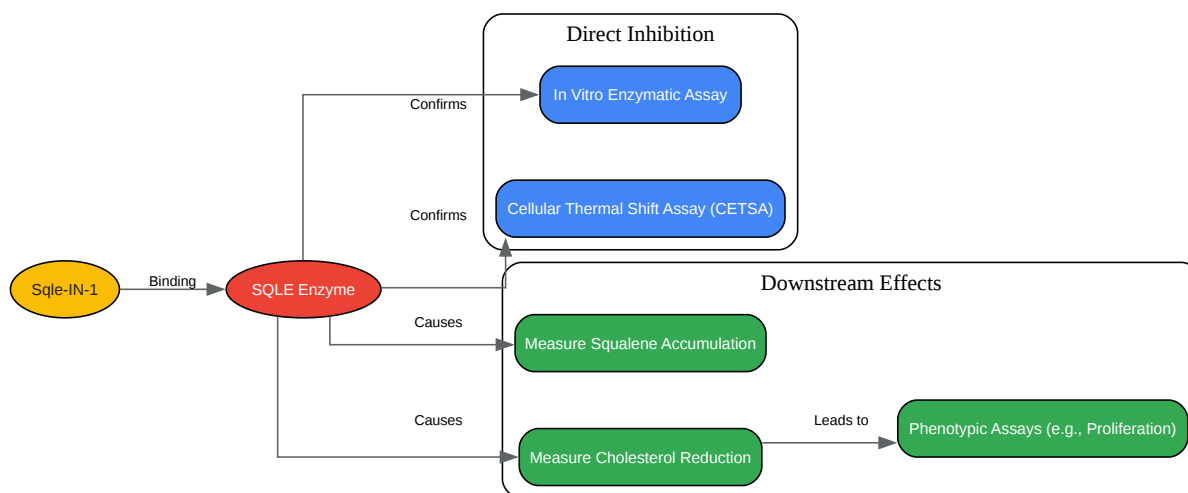 Direct Inhibition
In Vitro Enzymatic Assay
Confirms
Cellular Thermal Shift Assay (CETSA)
Confirms
Sqle-IN-1
Binding
SQLE Enzyme
Downstream Effects
Causes
Measure Squalene Accumulation
Causes
Measure Cholesterol Reduction
Leads to
Phenotypic Assays (e.g., Proliferation)